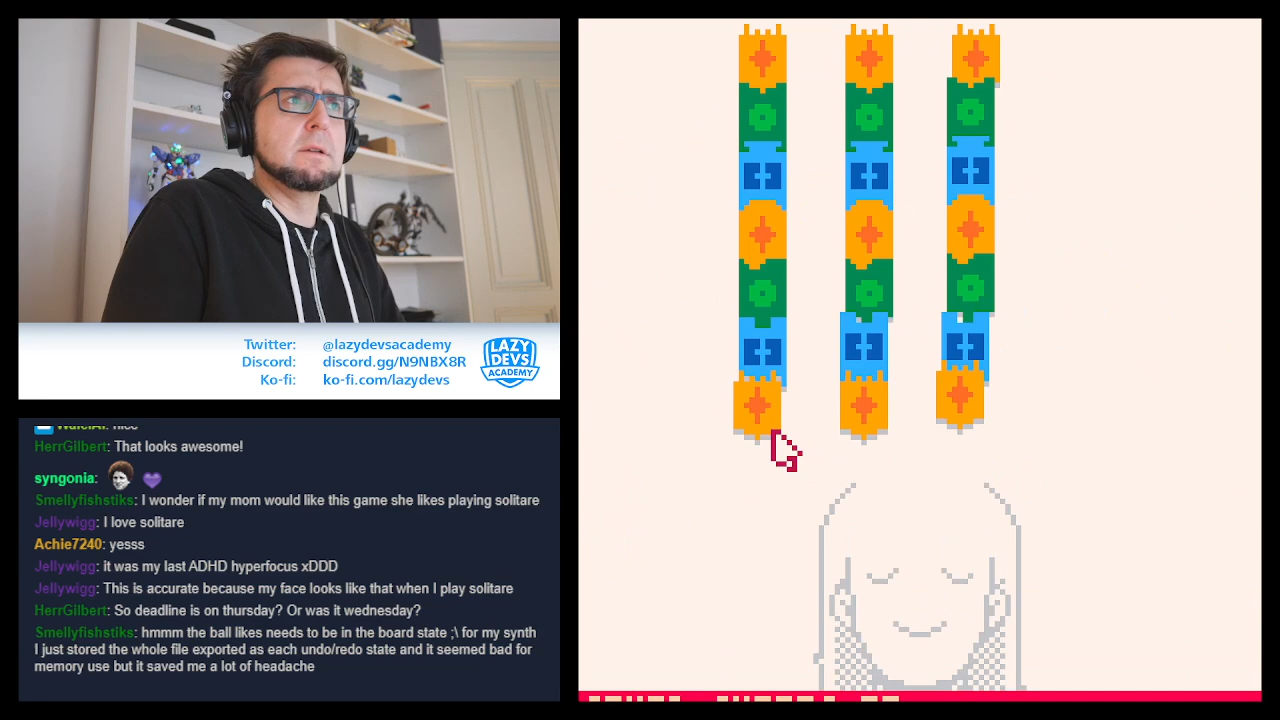 Twitter: @lazydevsacademy
Discord: discord.gg/N9NBX8R
Ko-fi: ko-fi.com/lazydevs
LAZY
DEVS
ACADEMY
HerrGilbert: That looks awesome!
syngonia:
Smellyfishstiks: I wonder if my mom would like this game she likes playing solitare
Jellywigg: I love solitare
Achie7240: yesss
Jellywigg: it was my last ADHD hyperfocus xDDD
Jellywigg: This is accurate because my face looks like that when I play solitare
HerrGilbert: So deadline is on thursday? Or was it wednesday?
Smellyfishstiks: hmmm the ball likes needs to be in the board state ;\ for my synth
I just stored the whole file exported as each undo/redo state and it seemed bad for
memory use but it saved me a lot of headache